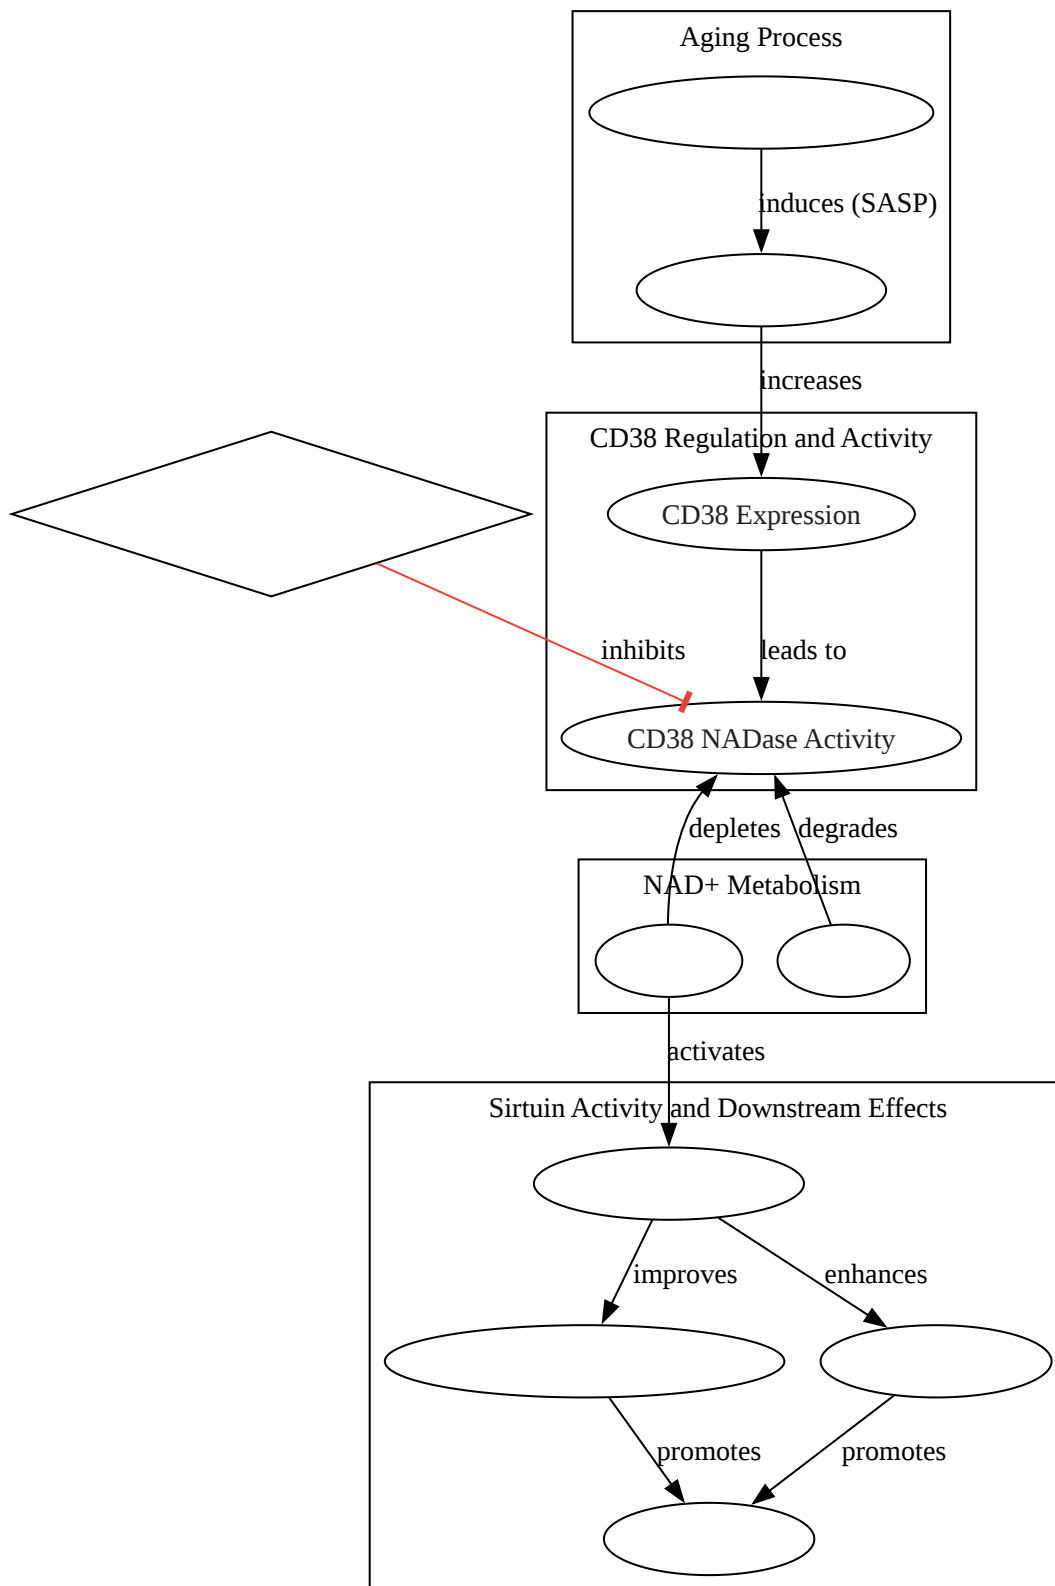 Aging Process
induces (SASP)
increases
CD38 Regulation and Activity
CD38 Expression
inhibits
leads to
CD38 NADase Activity
depletes
degrades
NAD+ Metabolism
activates
Sirtuin Activity and Downstream Effects
improves
enhances
promotes
promotes